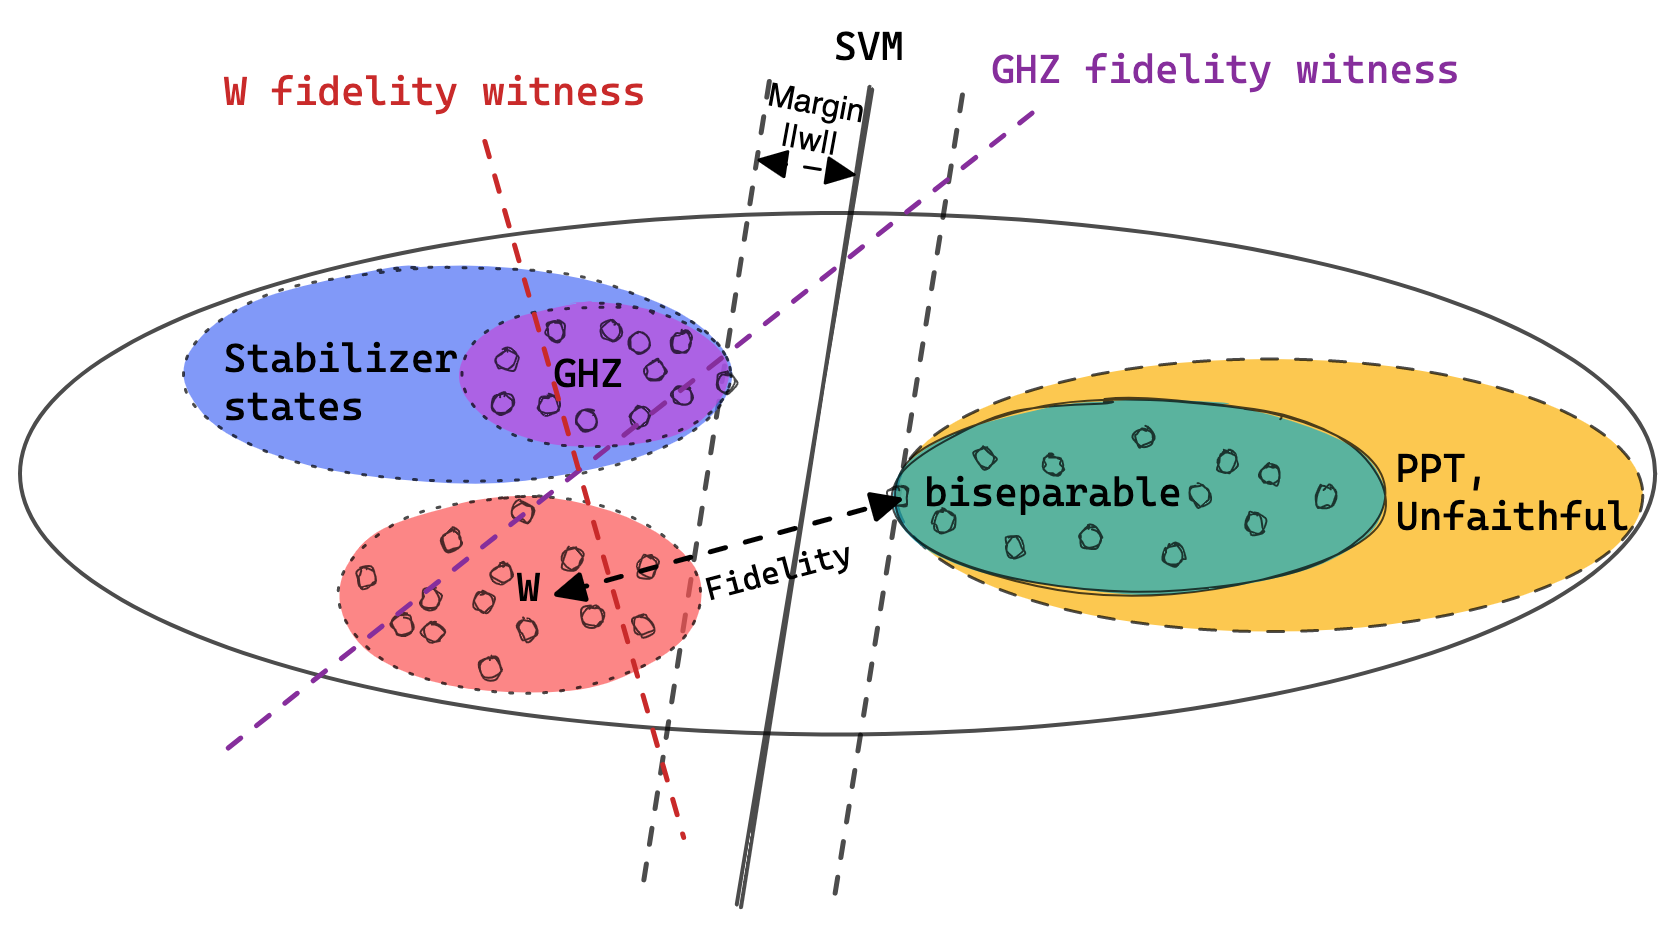 SVM
GHZ fidelity witness
W fidelity witness
Margin
||w||
Stabilizer
states
GHZ
PPT,
Unfaithful
biseparable
W
Fidelity